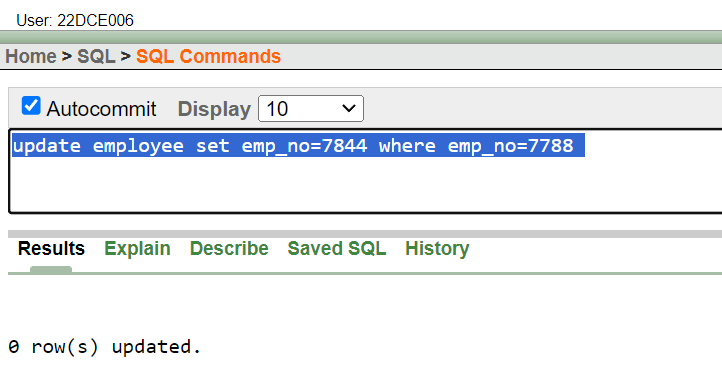 User: 22DCE006
Home > SQL > SQL Commands
Autocommit Display 10
update employee set emp_no=7844 where emp_no=7788
Results Explain Describe Saved SQL History
0 row(s) updated.